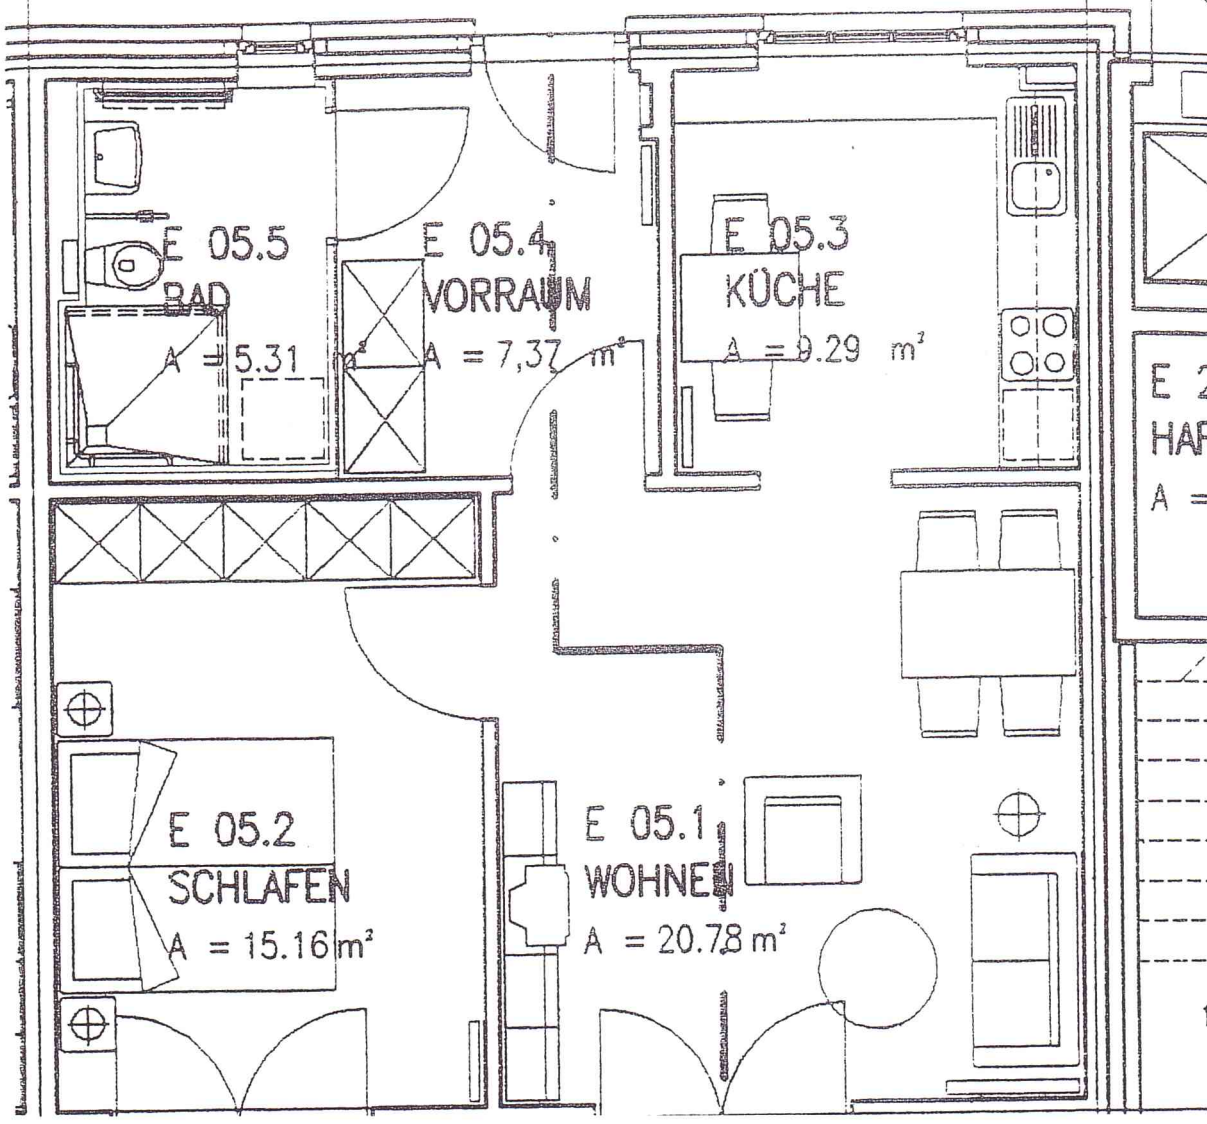 E 05.5
BAD
A = 5.31 m²
E 05.4
VORRAUM
A = 7,37 m²
E 05.3
KÜCHE
A = 9.29 m²
E 2
HAR
A =
E 05.2
SCHLAFEN
A = 15.16 m²
E 05.1
WOHNEN
A = 20.78 m²